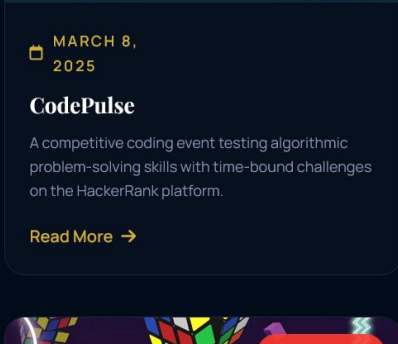 MARCH 8,
2025
CodePulse
A competitive coding event testing algorithmic
problem-solving skills with time-bound challenges
on the HackerRank platform.
Read More →